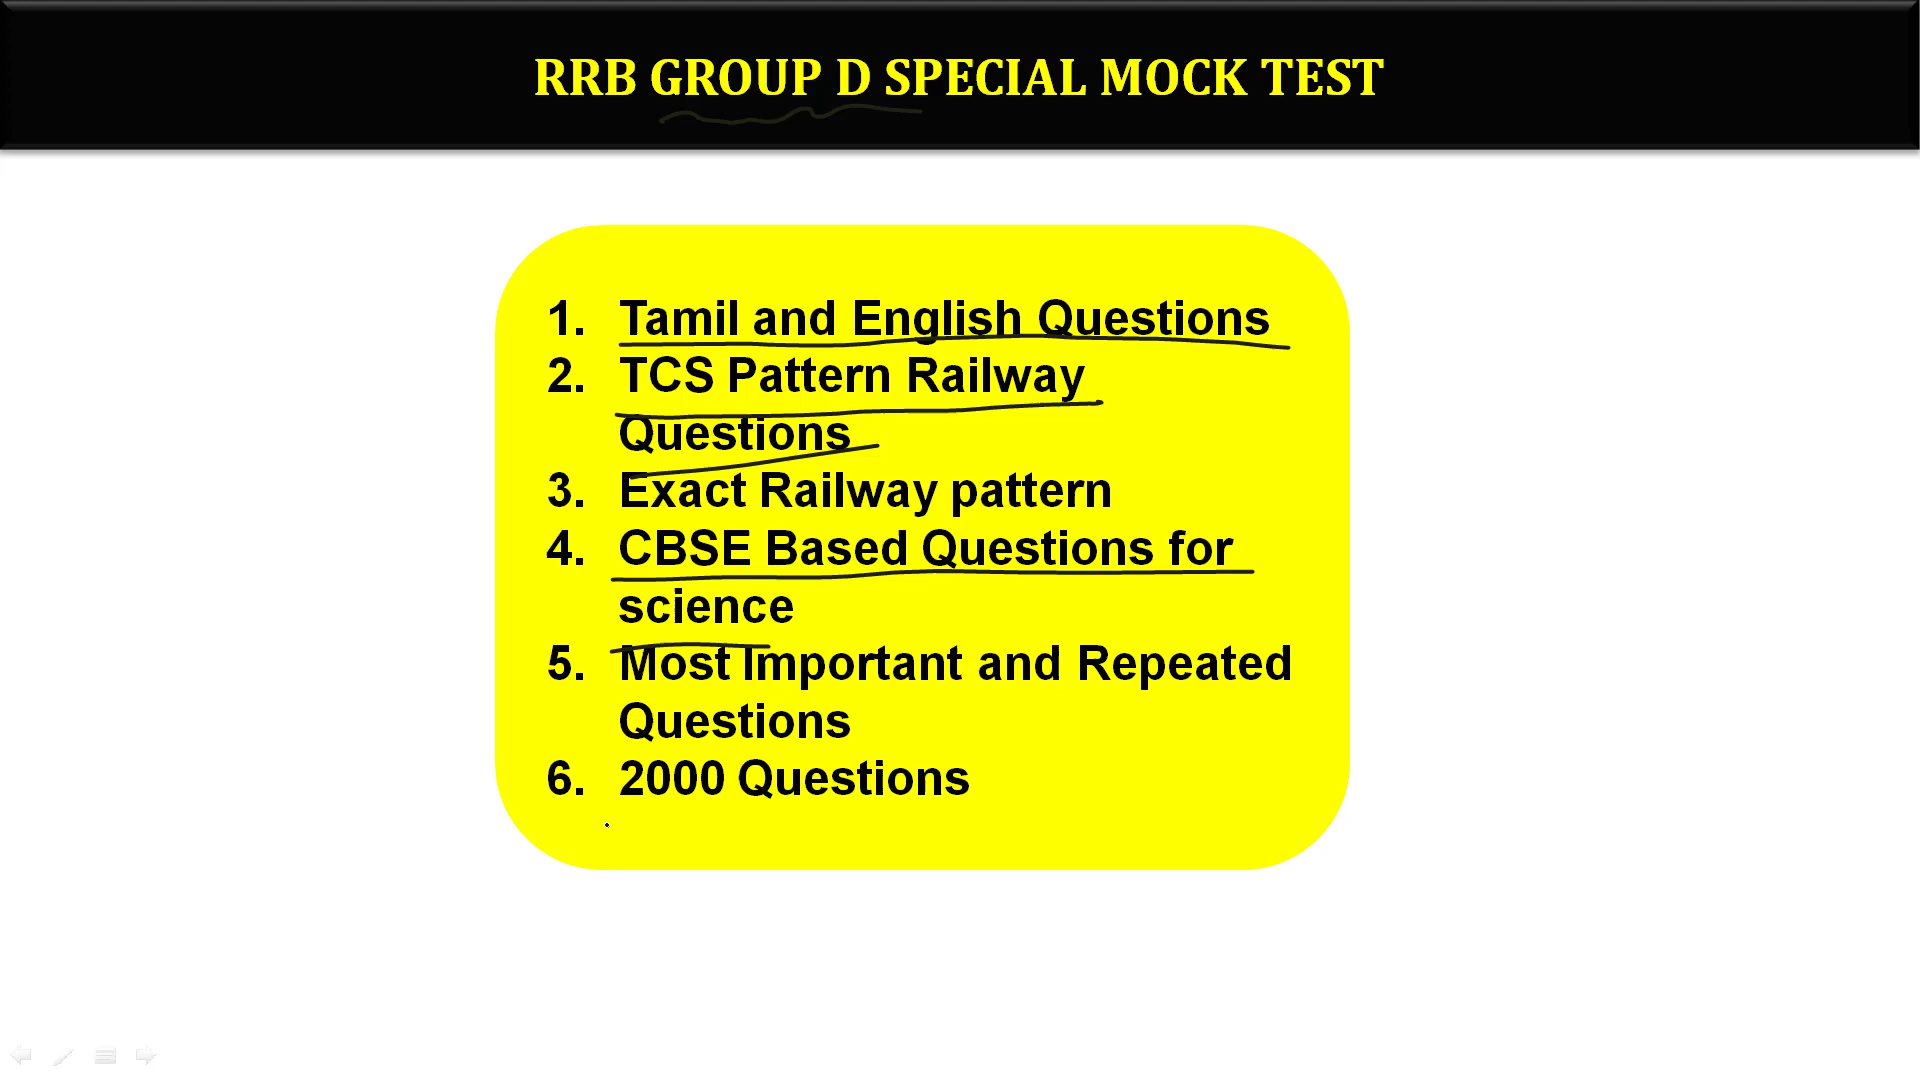 RRB GROUP D SPECIAL MOCK TEST
1. Tamil and English Questions
2. TCS Pattern Railway
Questions
3. Exact Railway pattern
4. CBSE Based Questions for
science
5. Most Important and Repeated
Questions
6. 2000 Questions